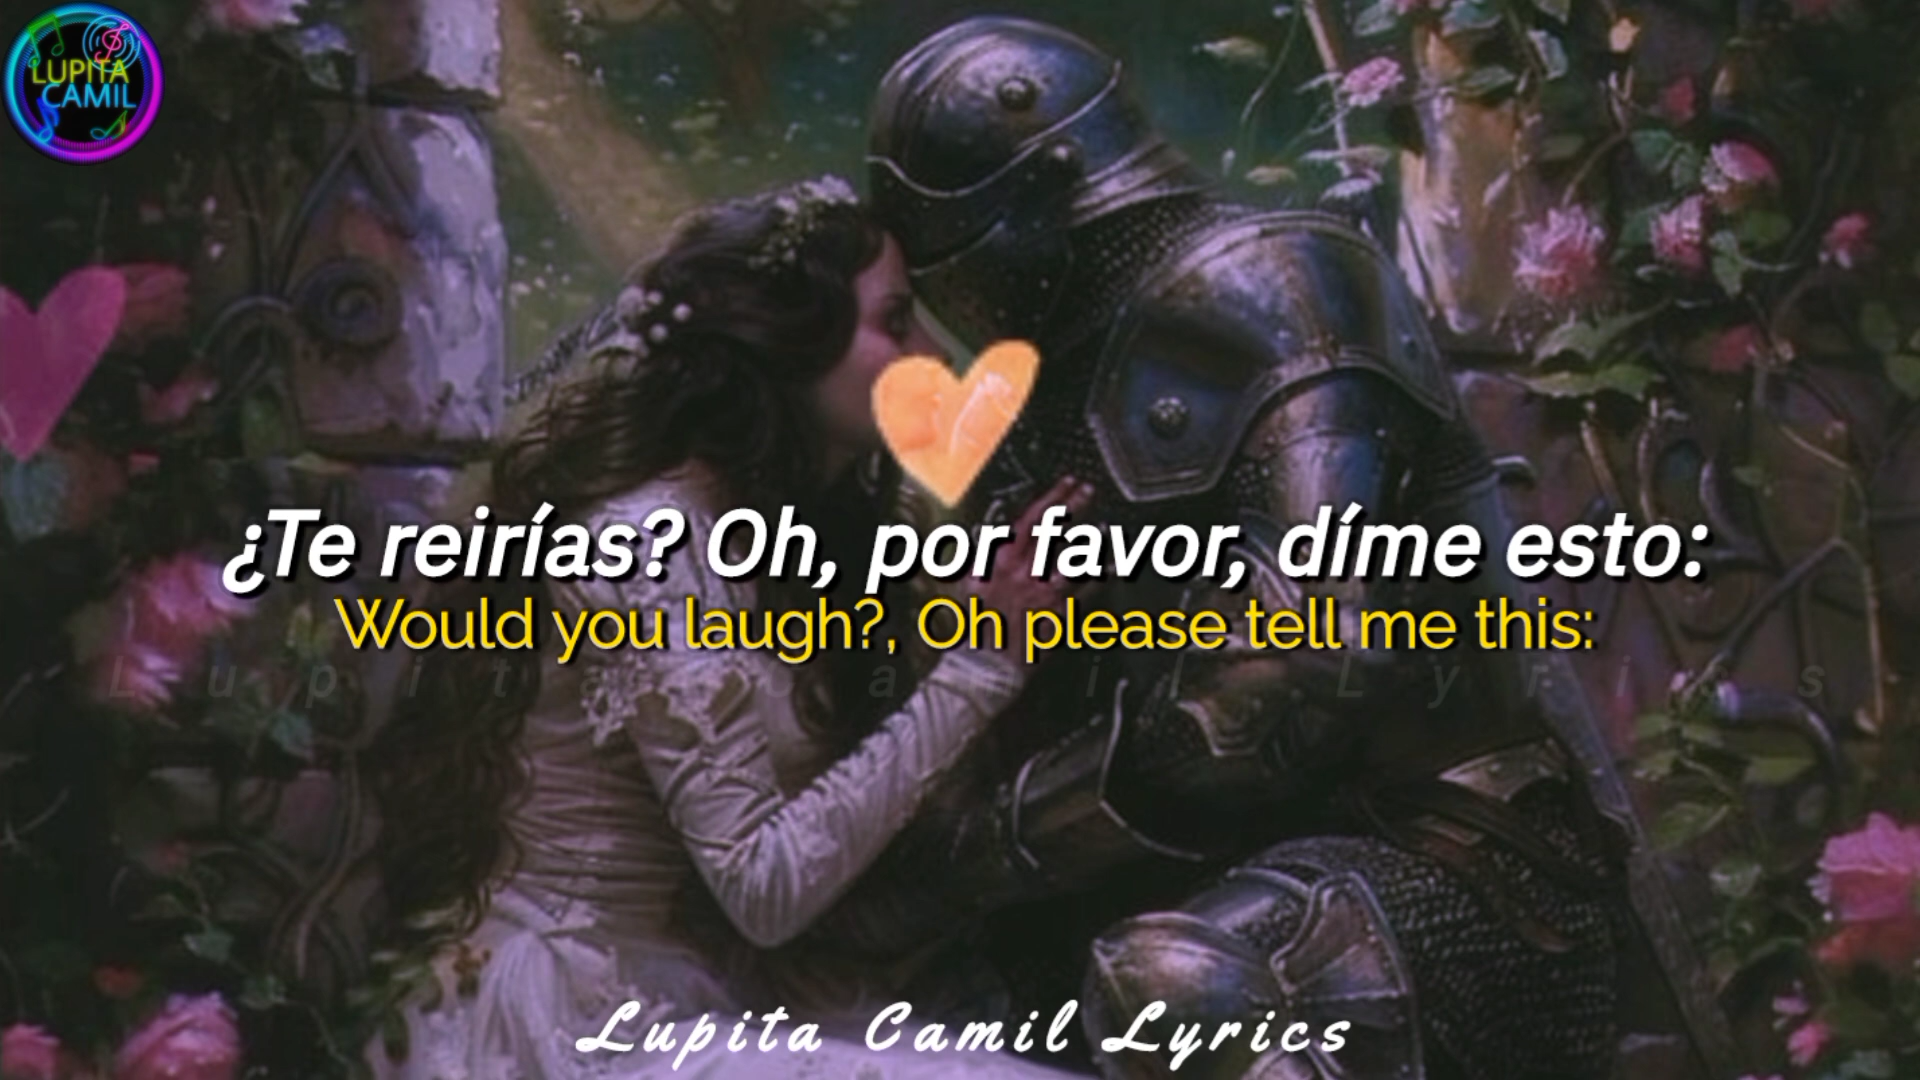 LUPITA
CAMIL
¿Te reirías? Oh, por favor, díme esto:
Would you laugh?, Oh please tell me this:
Lupita Camil Lyrics
Lupita Camil Lyrics